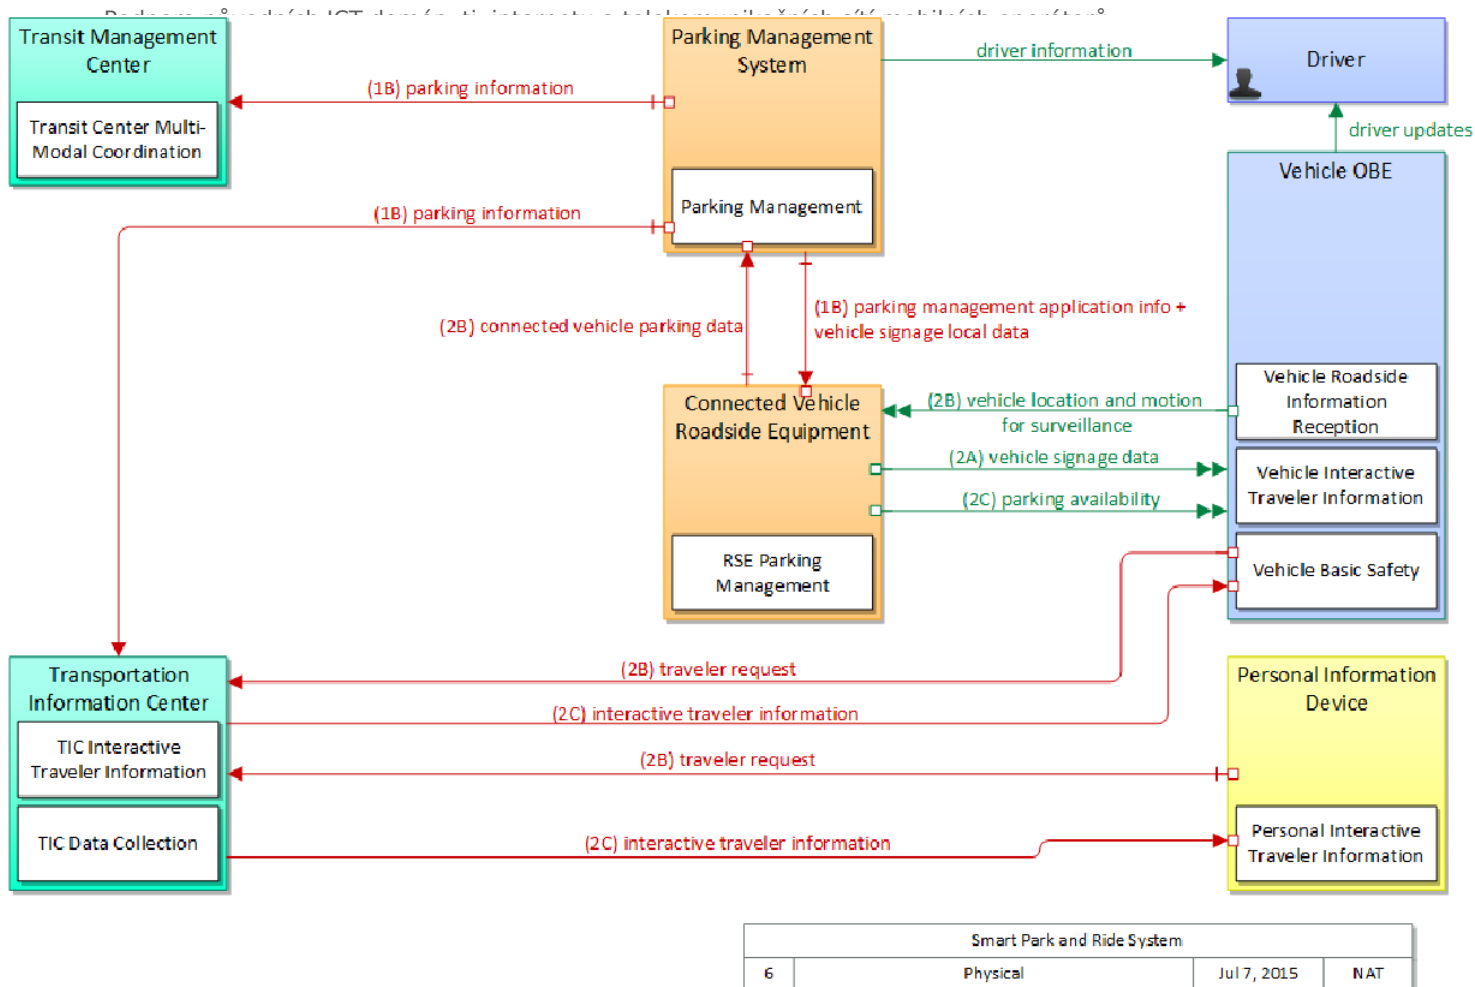 Transit Management
Center
Transit Center Multi-
Modal Coordination
(1B) parking information
Parking Management
System
Parking Management
driver information
Driver
driver updates
Vehicle OBE
(1B) parking information
(2B) connected vehicle parking data
(1B) parking management application info +
vehicle signage local data
Connected Vehicle
Roadside Equipment
RSE Parking
Management
(2B) vehicle location and motion
for surveillance
(2A) vehicle signage data
(2C) parking availability
Vehicle Roadside
Information
Reception
Vehicle Interactive
Traveler Information
Vehicle Basic Safety
Transportation
Information Center
TIC Interactive
Traveler Information
TIC Data Collection
(2B) traveler request
(2C) interactive traveler information
(2B) traveler request
(2C) interactive traveler information
Personal Information
Device
Personal Interactive
Traveler Information
Smart Park and Ride System
6 Physical Jul 7, 2015 NAT